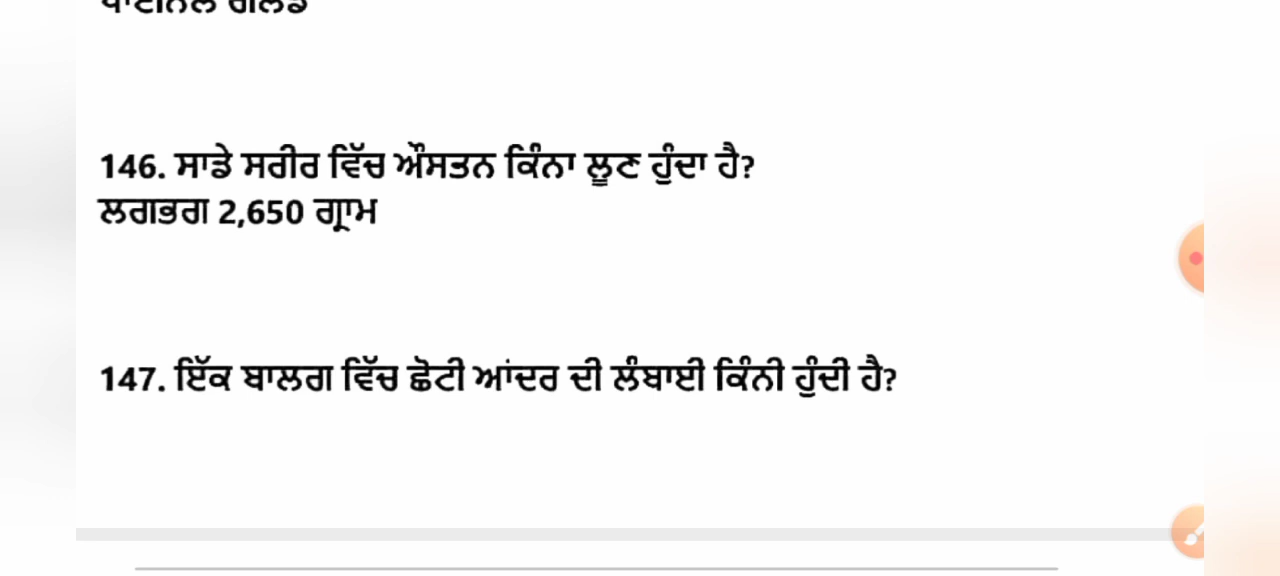 146. ਸਾਡੇ ਸਰੀਰ ਵਿੱਚ ਔਸਤਨ ਕਿੰਨਾ ਲੂਣ ਹੁੰਦਾ ਹੈ?
ਲਗਭਗ 2,650 ਗ੍ਰਾਮ
147. ਇੱਕ ਬਾਲਗ ਵਿੱਚ ਛੋਟੀ ਆਂਦਰ ਦੀ ਲੰਬਾਈ ਕਿੰਨੀ ਹੁੰਦੀ ਹੈ?